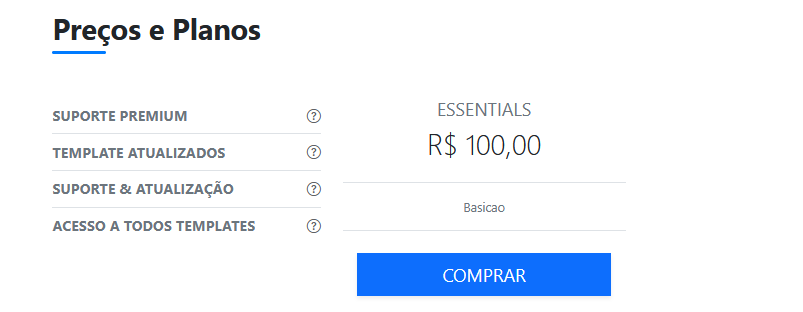 Preços e Planos
SUPORTE PREMIUM
TEMPLATE ATUALIZADOS
SUPORTE & ATUALIZAÇÃO
ACESSO A TODOS TEMPLATES
ESSENTIALS
R$ 100,00
Basicao
COMPRAR